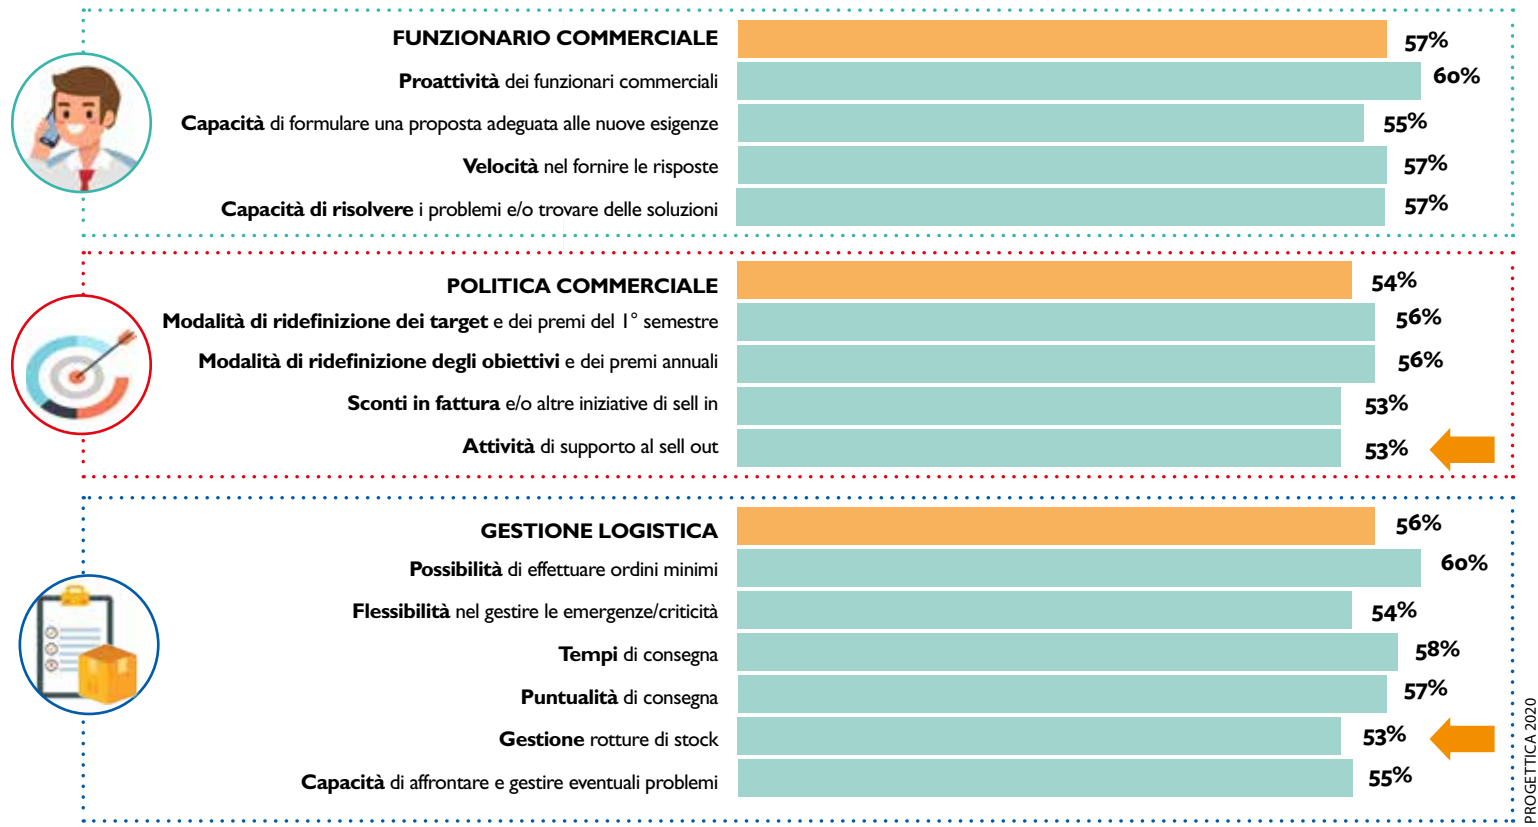 FUNZIONARIO COMMERCIALE 57%
Proattività dei funzionari commerciali 60%
Capacità di formulare una proposta adeguata alle nuove esigenze 55%
Velocità nel fornire le risposte 57%
Capacità di risolvere i problemi e/o trovare delle soluzioni 57%
POLITICA COMMERCIALE 54%
Modalità di ridefinizione dei target e dei premi del 1° semestre 56%
Modalità di ridefinizione degli obiettivi e dei premi annuali 56%
Sconti in fattura e/o altre iniziative di sell in 53%
Attività di supporto al sell out 53%
GESTIONE LOGISTICA 56%
Possibilità di effettuare ordini minimi 60%
Flessibilità nel gestire le emergenze/criticità 54%
Tempi di consegna 58%
Puntualità di consegna 57%
Gestione rotture di stock 53%
Capacità di affrontare e gestire eventuali problemi 55%
PROGETTICA 2020